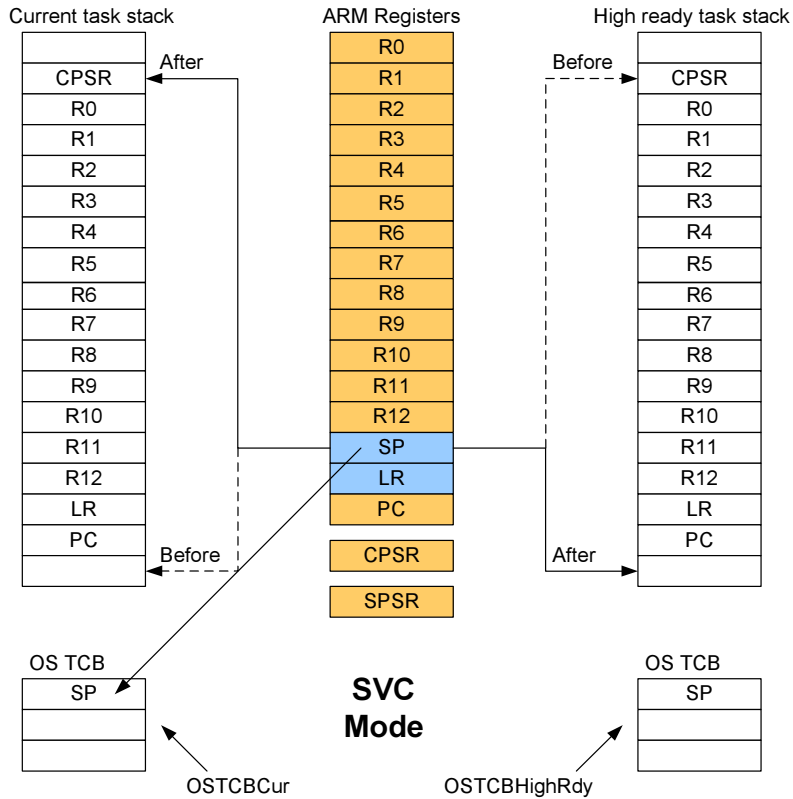 Current task stack
ARM Registers
High ready task stack
CPSR
R0
R1
R2
R3
R4
R5
R6
R7
R8
R9
R10
R11
R12
LR
PC
After
Before
R0
R1
R2
R3
R4
R5
R6
R7
R8
R9
R10
R11
R12
SP
LR
PC
CPSR
SPSR
Before
After
CPSR
R0
R1
R2
R3
R4
R5
R6
R7
R8
R9
R10
R11
R12
LR
PC
OS TCB
SP
OSTCBCur
SVC
Mode
OS TCB
SP
OSTCBHighRdy